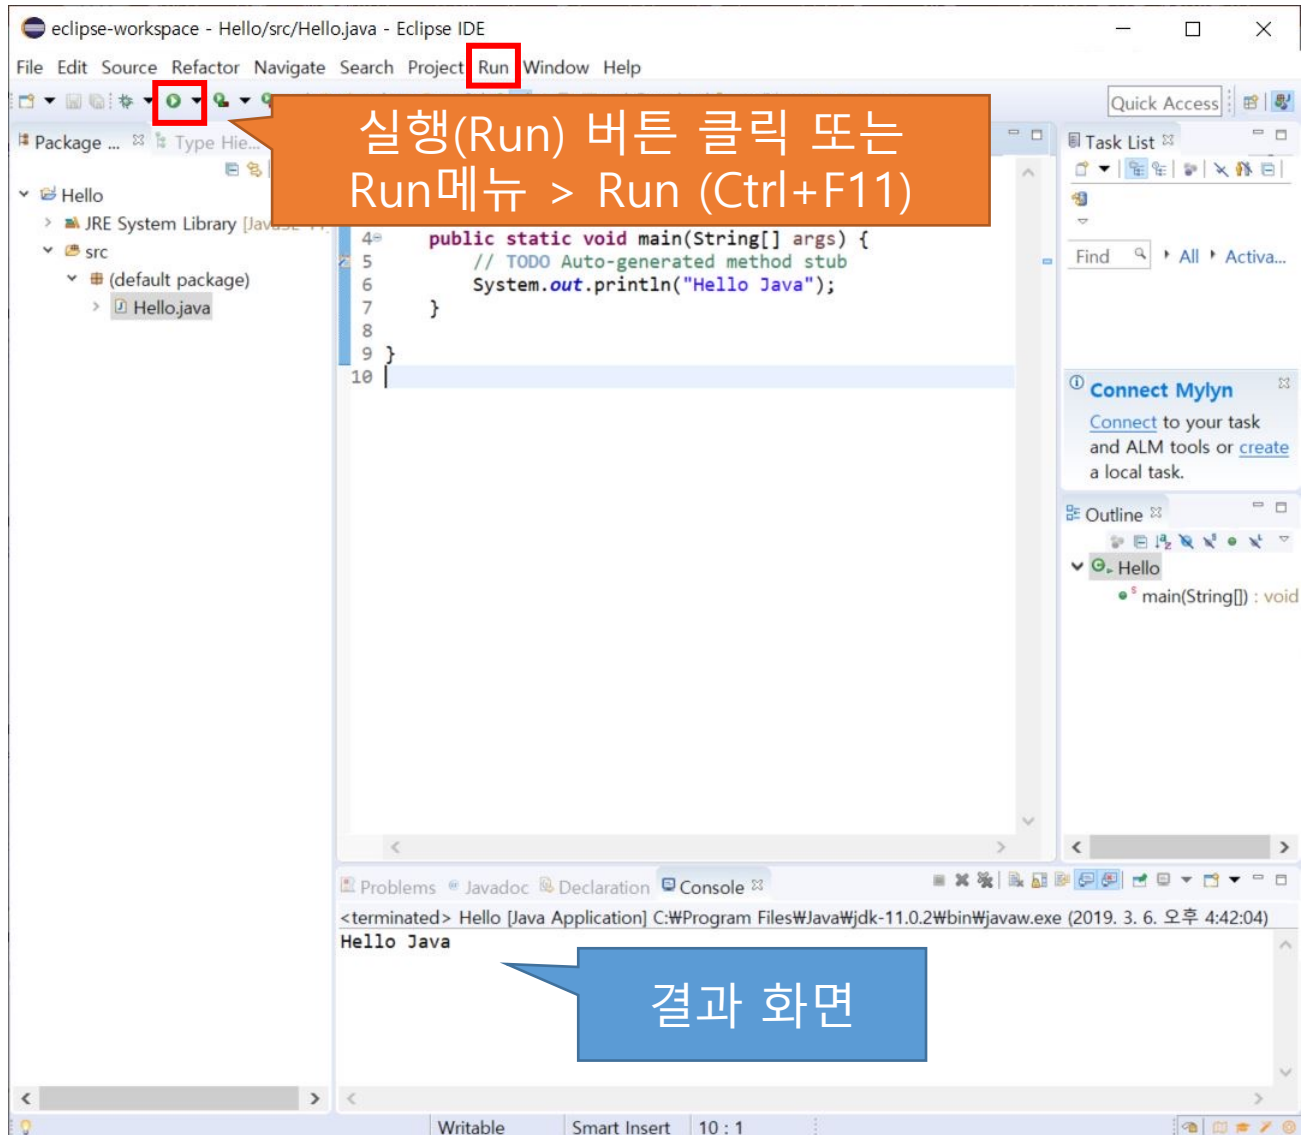 eclipse-workspace - Hello/src/Hello.java - Eclipse IDE
File Edit Source Refactor Navigate Search Project Run Window Help
실행(Run) 버튼 클릭 또는
Run메뉴 > Run (Ctrl+F11)
Quick Access
Package ...
Type Hie...
Hello
JRE System Library
src
(default package)
Hello.java
4 public static void main(String[] args) {
5 // TODO Auto-generated method stub
6 System.out.println("Hello Java");
7 }
8
9 }
10
Task List
Find All Activa...
Connect Mylyn
Connect to your task
and ALM tools or create
a local task.
Outline
Hello
main(String[]) : void
Problems Javadoc Declaration Console
<terminated> Hello [Java Application] C:₩Program Files₩Java₩jdk-11.0.2₩bin₩javaw.exe (2019. 3. 6. 오후 4:42:04)
Hello Java
결과 화면
Writable Smart Insert 10 : 1